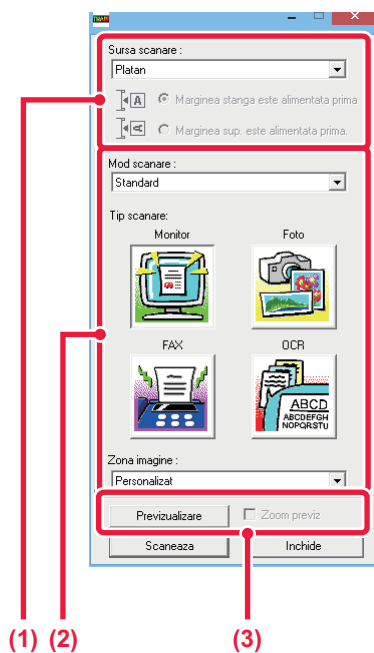 Sursa scanare :
Platan
A
Marginea stanga este alimentata prima
A
Marginea sup. este alimentata prima.
Mod scanare :
Standard
Tip scanare:
Monitor Foto
FAX OCR
ABCD
ABCDEFGH
NOPQRSTU
Zona imagine :
Personalizat
Previzualizare Zoom previz
Scaneaza Inchide
(1) (2) (3)